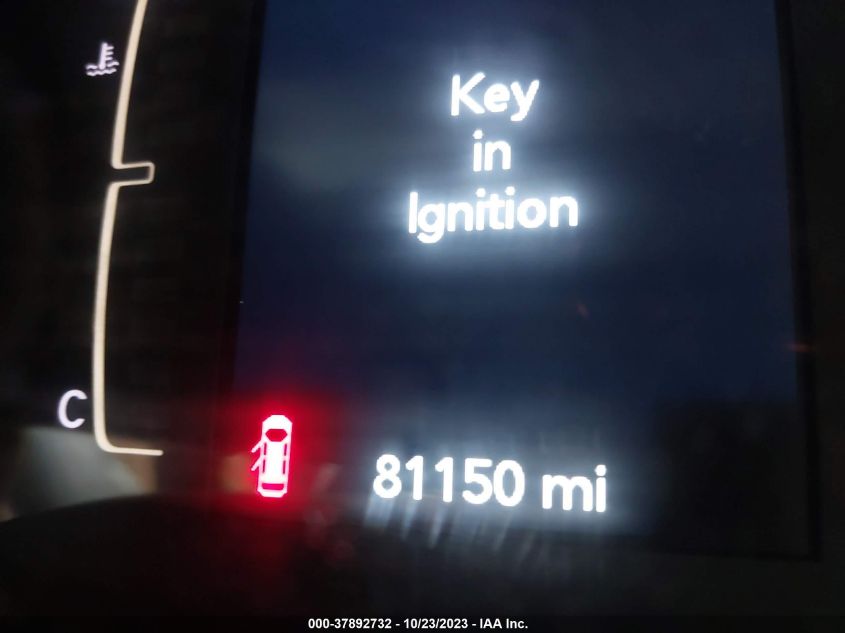 Key
in
Ignition
C
81150 mi
000-37892732 - 10/23/2023 - IAA Inc.